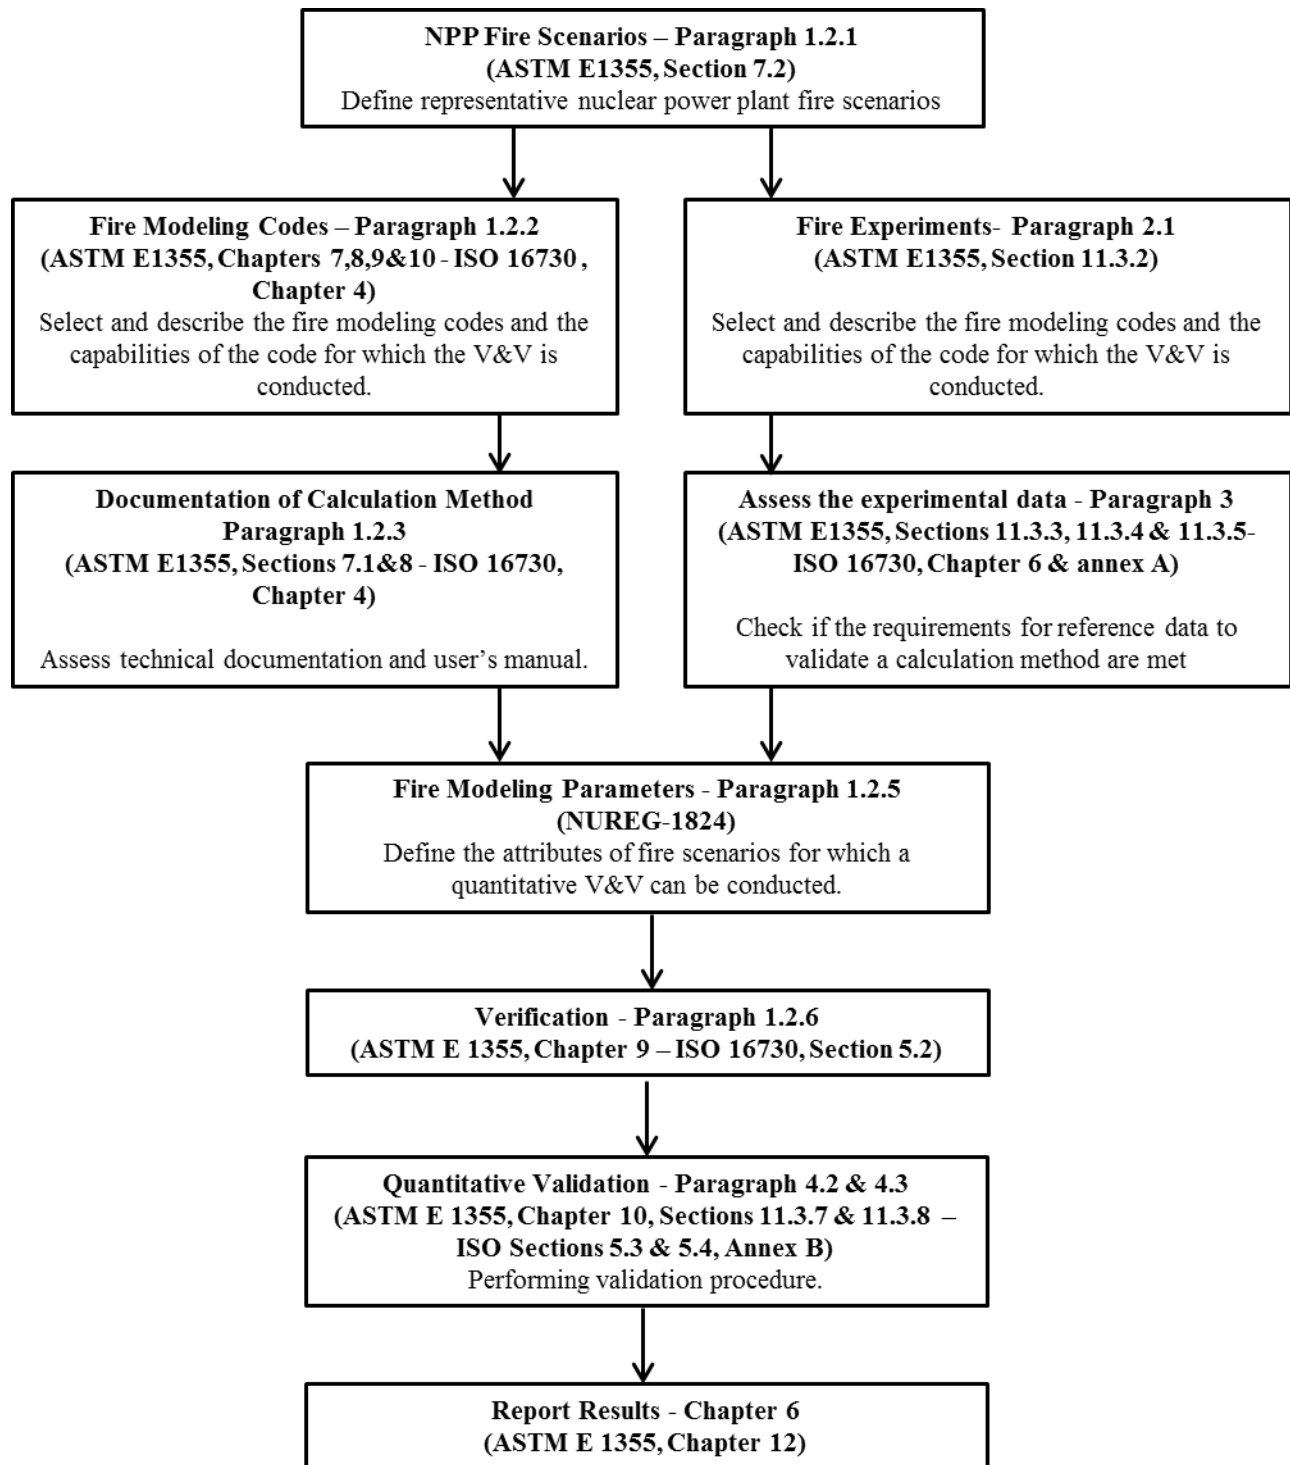 NPP Fire Scenarios – Paragraph 1.2.1
(ASTM E1355, Section 7.2)
Define representative nuclear power plant fire scenarios
Fire Modeling Codes – Paragraph 1.2.2
(ASTM E1355, Chapters 7,8,9&10 - ISO 16730,
Chapter 4)
Select and describe the fire modeling codes and the
capabilities of the code for which the V&V is
conducted.
Fire Experiments- Paragraph 2.1
(ASTM E1355, Section 11.3.2)
Select and describe the fire modeling codes and the
capabilities of the code for which the V&V is
conducted.
Documentation of Calculation Method
Paragraph 1.2.3
(ASTM E1355, Sections 7.1&8 - ISO 16730,
Chapter 4)
Assess technical documentation and user's manual.
Assess the experimental data - Paragraph 3
(ASTM E1355, Sections 11.3.3, 11.3.4 & 11.3.5-
ISO 16730, Chapter 6 & annex A)
Check if the requirements for reference data to
validate a calculation method are met
Fire Modeling Parameters - Paragraph 1.2.5
(NUREG-1824)
Define the attributes of fire scenarios for which a
quantitative V&V can be conducted.
Verification - Paragraph 1.2.6
(ASTM E 1355, Chapter 9 – ISO 16730, Section 5.2)
Quantitative Validation - Paragraph 4.2 & 4.3
(ASTM E 1355, Chapter 10, Sections 11.3.7 & 11.3.8 –
ISO Sections 5.3 & 5.4, Annex B)
Performing validation procedure.
Report Results - Chapter 6
(ASTM E 1355, Chapter 12)